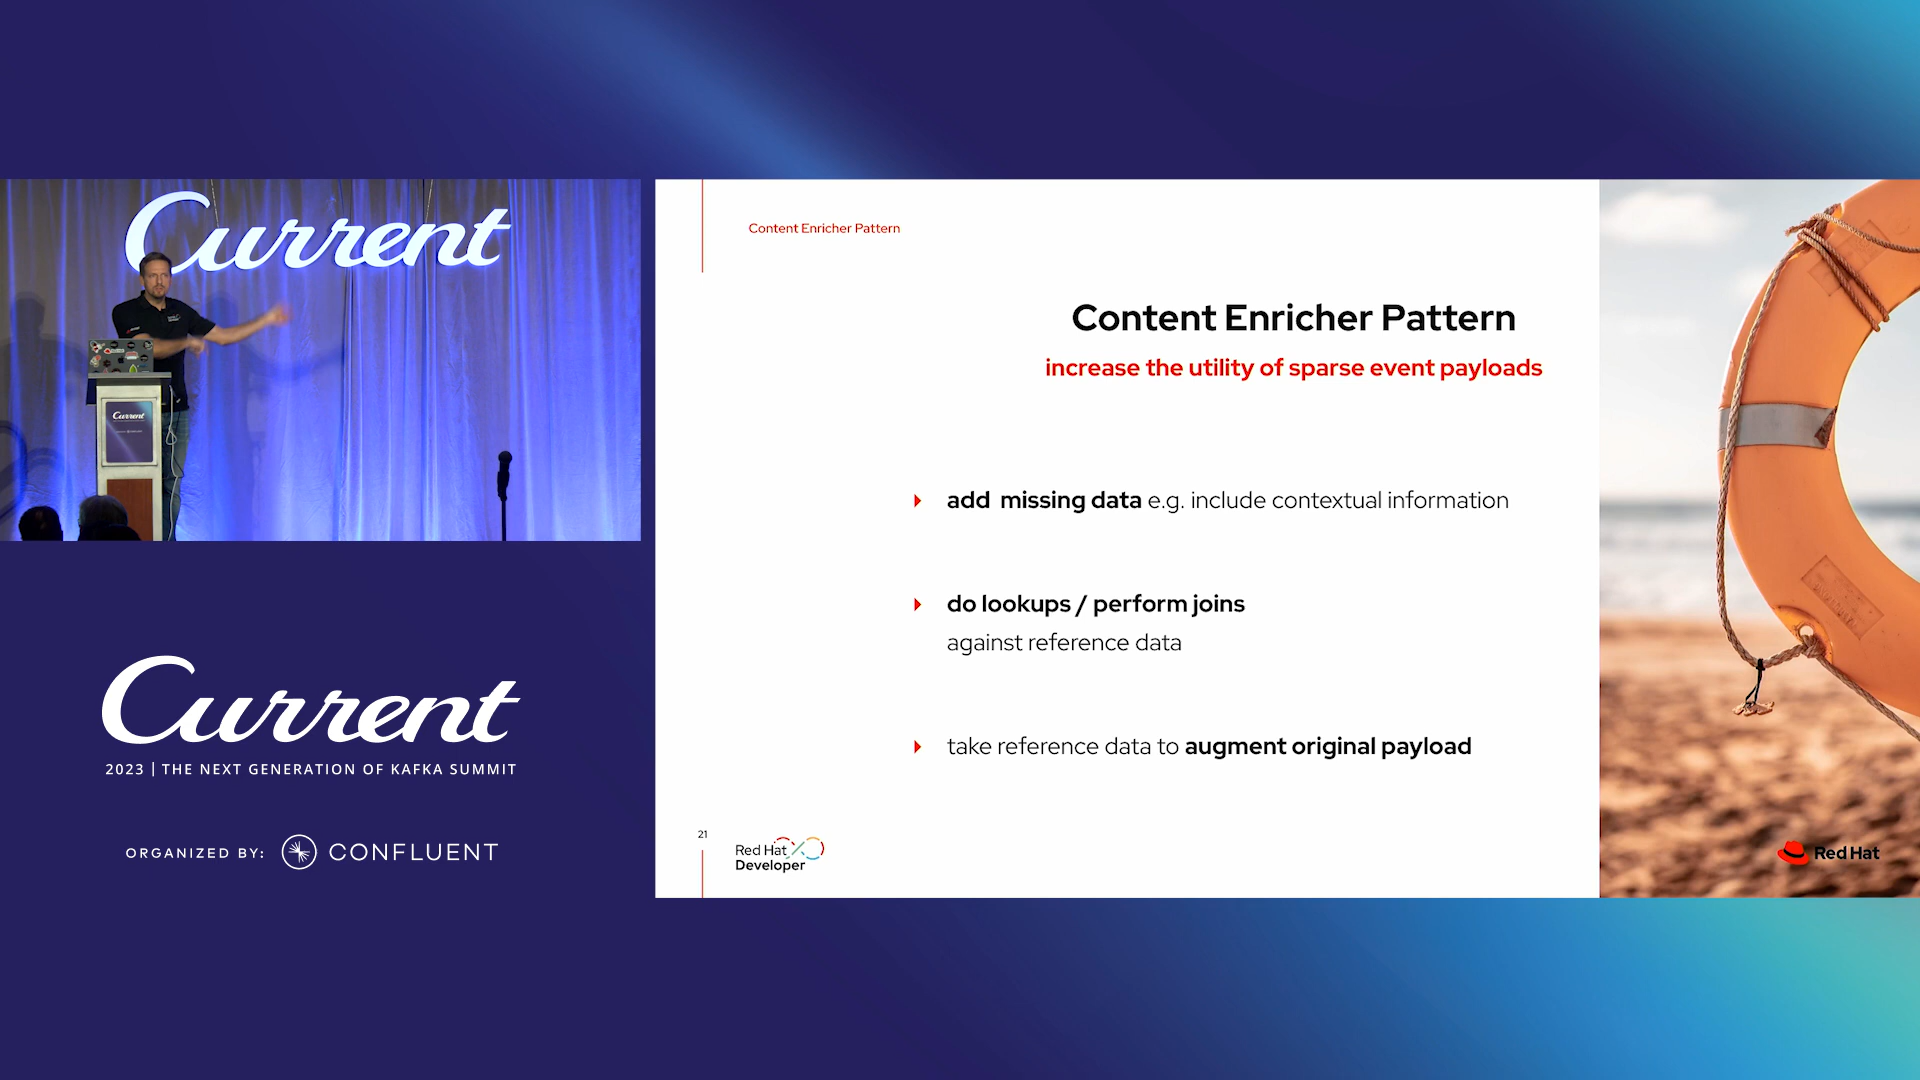 Current
Current
Current
2023 | THE NEXT GENERATION OF KAFKA SUMMIT
ORGANIZED BY: CONFLUENT
Content Enricher Pattern
Content Enricher Pattern
increase the utility of sparse event payloads
add  missing data e.g. include contextual information
do lookups / perform joins
against reference data
take reference data to augment original payload
21
Red Hat
Developer
Red Hat